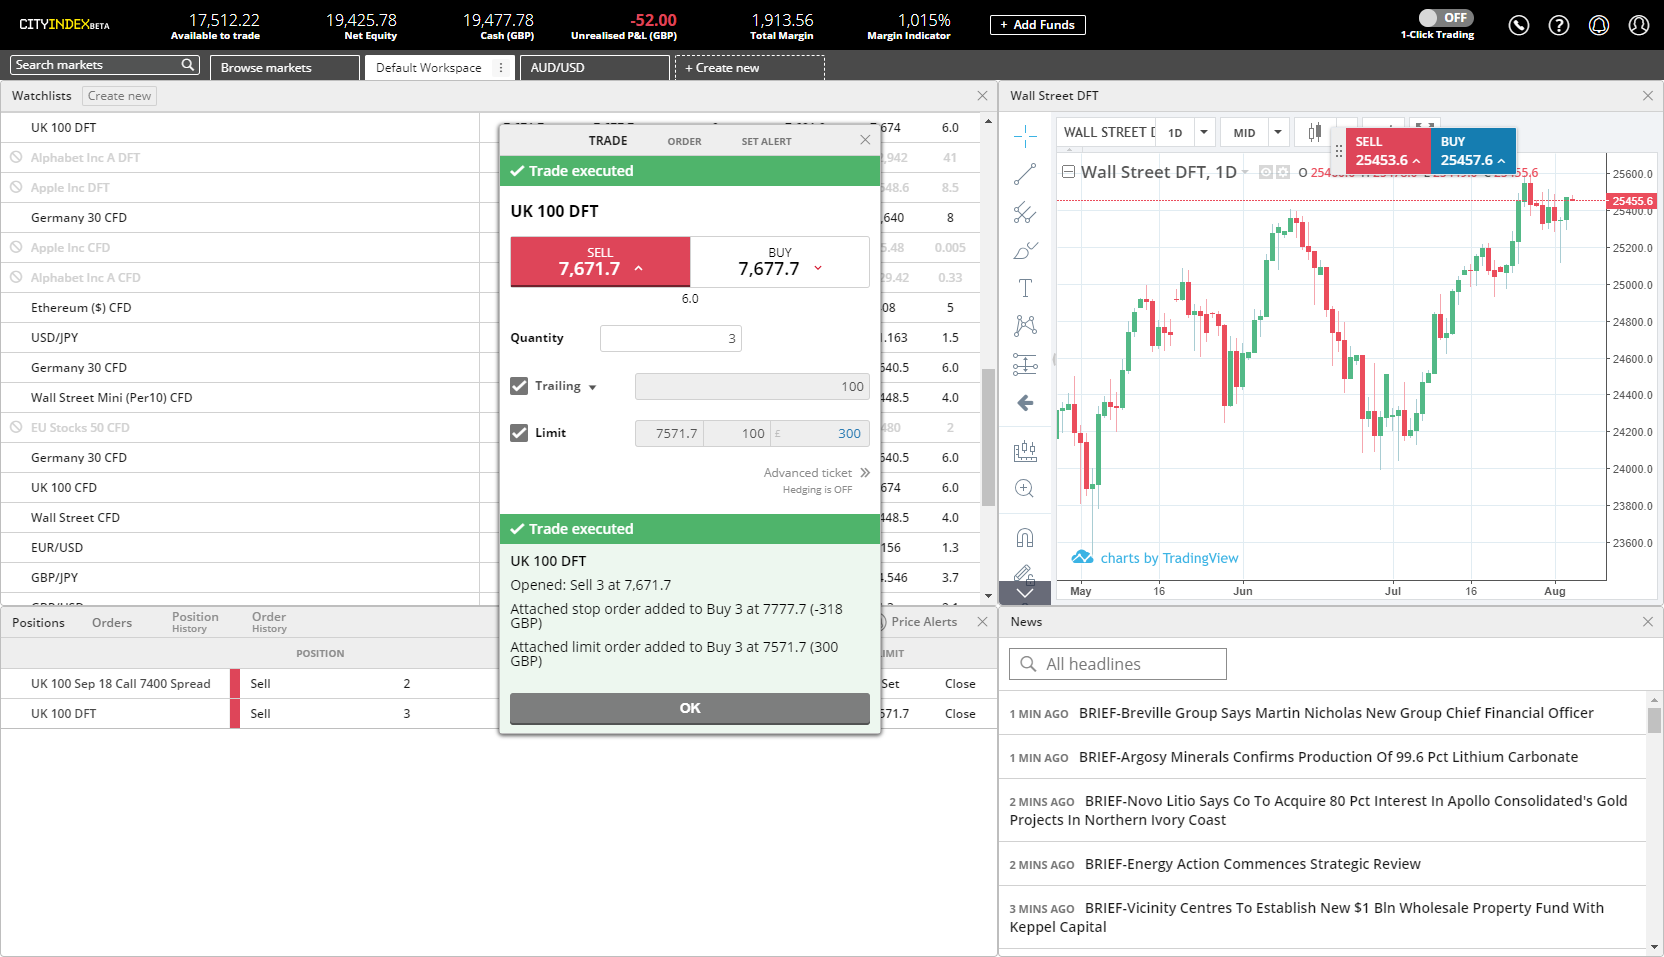 CITYINDEX BETA
17,512.22
Available to trade
19,425.78
Net Equity
19,477.78
Cash (GBP)
-52.00
Unrealised P&L (GBP)
1,913.56
Total Margin
1,015%
Margin Indicator
+ Add Funds
OFF
1-Click Trading
Search markets
Browse markets
Default Workspace
AUD/USD
+ Create new
Watchlists Create new
UK 100 DFT 674 6.0
Alphabet Inc A DFT ,942 41
Apple Inc DFT 548.6 8.5
Germany 30 CFD ,640 8
Apple Inc CFD 5.48 0.005
Alphabet Inc A CFD 29.42 0.33
Ethereum ($) CFD 08 5
USD/JPY .163 1.5
Germany 30 CFD 540.5 6.0
Wall Street Mini (Per10) CFD 448.5 4.0
EU Stocks 50 CFD 480 2
Germany 30 CFD 540.5 6.0
UK 100 CFD 674 6.0
Wall Street CFD 448.5 4.0
EUR/USD 156 1.3
GBP/JPY .546 3.7
TRADE ORDER SET ALERT
Trade executed
UK 100 DFT
SELL
7,671.7
BUY
7,677.7
6.0
Quantity 3
Trailing 100
Limit 7571.7 100 £ 300
Advanced ticket
Hedging is OFF
Trade executed
UK 100 DFT
Opened: Sell 3 at 7,671.7
Attached stop order added to Buy 3 at 7777.7 (-318
GBP)
Attached limit order added to Buy 3 at 7571.7 (300
GBP)
OK
Positions
Orders
Position
History
Order
History
Price Alerts
POSITION IMIT
UK 100 Sep 18 Call 7400 Spread Sell 2 Set Close
UK 100 DFT Sell 3 571.7 Close
Wall Street DFT
WALL STREET D 1D MID
SELL
25453.6
BUY
25457.6
Wall Street DFT, 1D
25600.0
25455.6
25400.0
25200.0
25000.0
24800.0
24600.0
24400.0
24200.0
24000.0
23800.0
23600.0
charts by TradingView
May 16 Jun Jul 16 Aug
News
All headlines
1 MIN AGO BRIEF-Breville Group Says Martin Nicholas New Group Chief Financial Officer
1 MIN AGO BRIEF-Argosy Minerals Confirms Production Of 99.6 Pct Lithium Carbonate
2 MINS AGO BRIEF-Novo Litio Says Co To Acquire 80 Pct Interest In Apollo Consolidated's Gold
Projects In Northern Ivory Coast
2 MINS AGO BRIEF-Energy Action Commences Strategic Review
3 MINS AGO BRIEF-Vicinity Centres To Establish New $1 Bln Wholesale Property Fund With
Keppel Capital